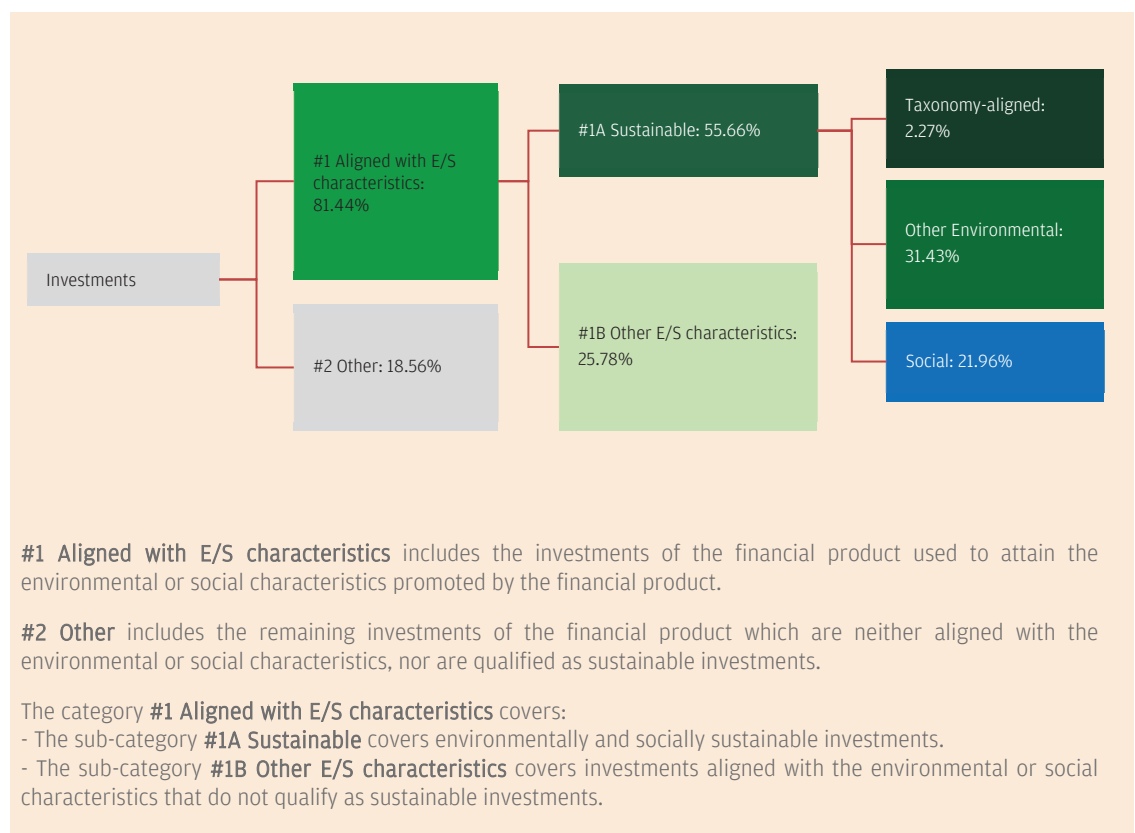 Investments
#1 Aligned with E/S
characteristics:
81.44%
#2 Other: 18.56%
#1A Sustainable: 55.66%
#1B Other E/S characteristics:
25.78%
Taxonomy-aligned:
2.27%
Other Environmental:
31.43%
Social: 21.96%
#1 Aligned with E/S characteristics includes the investments of the financial product used to attain the
environmental or social characteristics promoted by the financial product.
#2 Other includes the remaining investments of the financial product which are neither aligned with the
environmental or social characteristics, nor are qualified as sustainable investments.
The category #1 Aligned with E/S characteristics covers:
- The sub-category #1A Sustainable covers environmentally and socially sustainable investments.
- The sub-category #1B Other E/S characteristics covers investments aligned with the environmental or social
characteristics that do not qualify as sustainable investments.